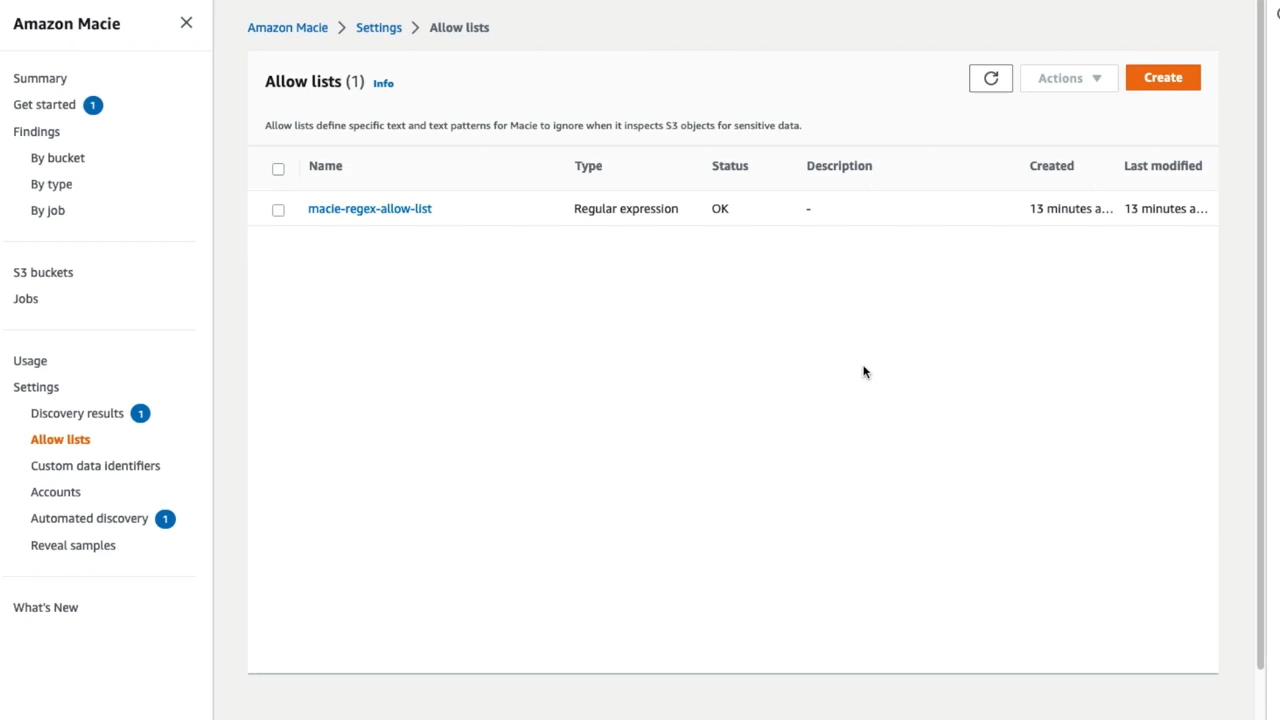 Amazon Macie
Summary
Get started 1
Findings
By bucket
By type
By job
S3 buckets
Jobs
Usage
Settings
Discovery results 1
Allow lists
Custom data identifiers
Accounts
Automated discovery 1
Reveal samples
What's New
Amazon Macie > Settings > Allow lists
Allow lists (1) Info
Actions
Create
Allow lists define specific text and text patterns for Macie to ignore when it inspects S3 objects for sensitive data.
Name Type Status Description Created Last modified
macie-regex-allow-list Regular expression OK - 13 minutes a... 13 minutes a...